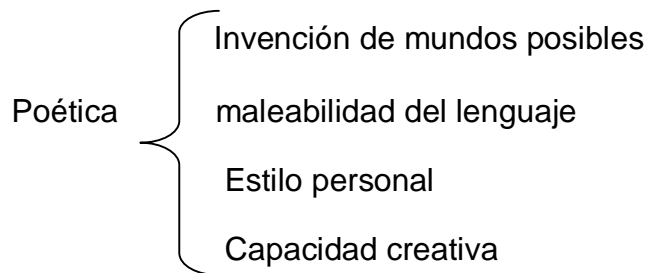 Invención de mundos posibles
Poética maleabilidad del lenguaje
Estilo personal
Capacidad creativa